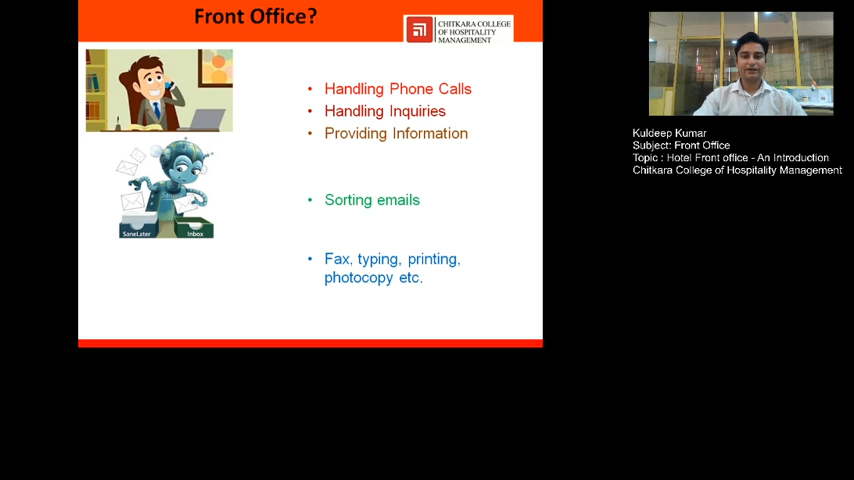 Front Office?
CHITKARA COLLEGE
OF HOSPITALITY
MANAGEMENT
• Handling Phone Calls
• Handling Inquiries
• Providing Information
• Sorting emails
SaneLater
Inbox
• Fax, typing, printing,
photocopy etc.
Kuldeep Kumar
Subject: Front Office
Topic : Hotel Front office - An Introduction
Chitkara College of Hospitality Management